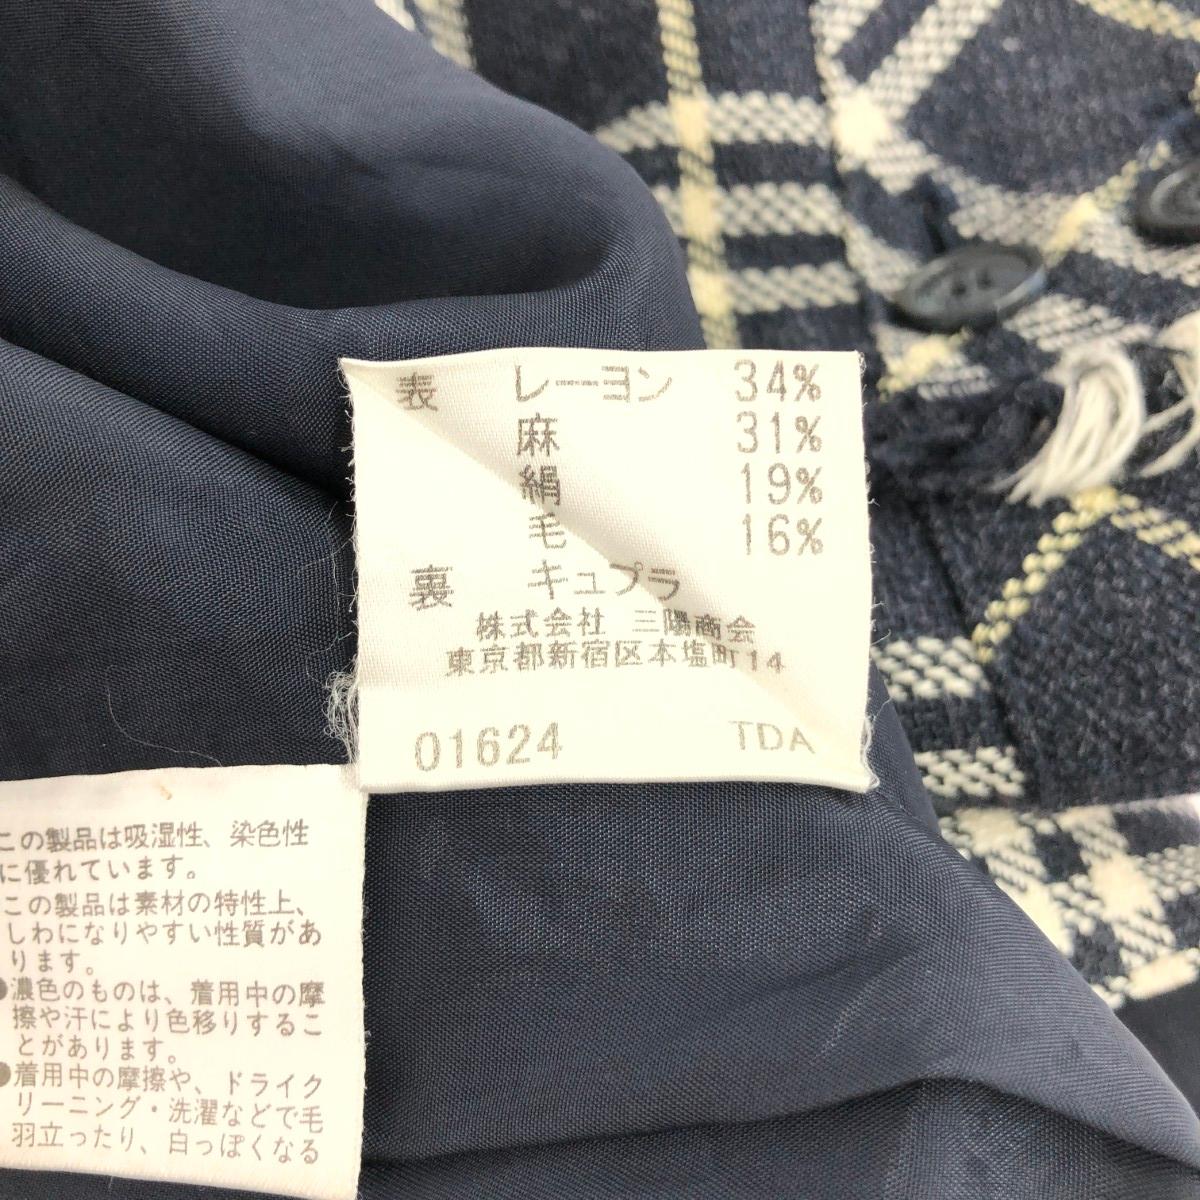 表 レーヨン 34%
麻 31%
絹 19%
毛 16%
裏 キュプラ
株式会社 三陽商会
東京都新宿区本塩町14
01624 TDA
この製品は吸湿性、染色性
に優れています。
この製品は素材の特性上、
しわになりやすい性質があ
ります。
●濃色のものは、着用中の摩
擦や汗により色移りするこ
とがあります。
●着用中の摩擦や、ドライク
リーニング・洗濯などで毛
羽立ったり、白っぽくなる